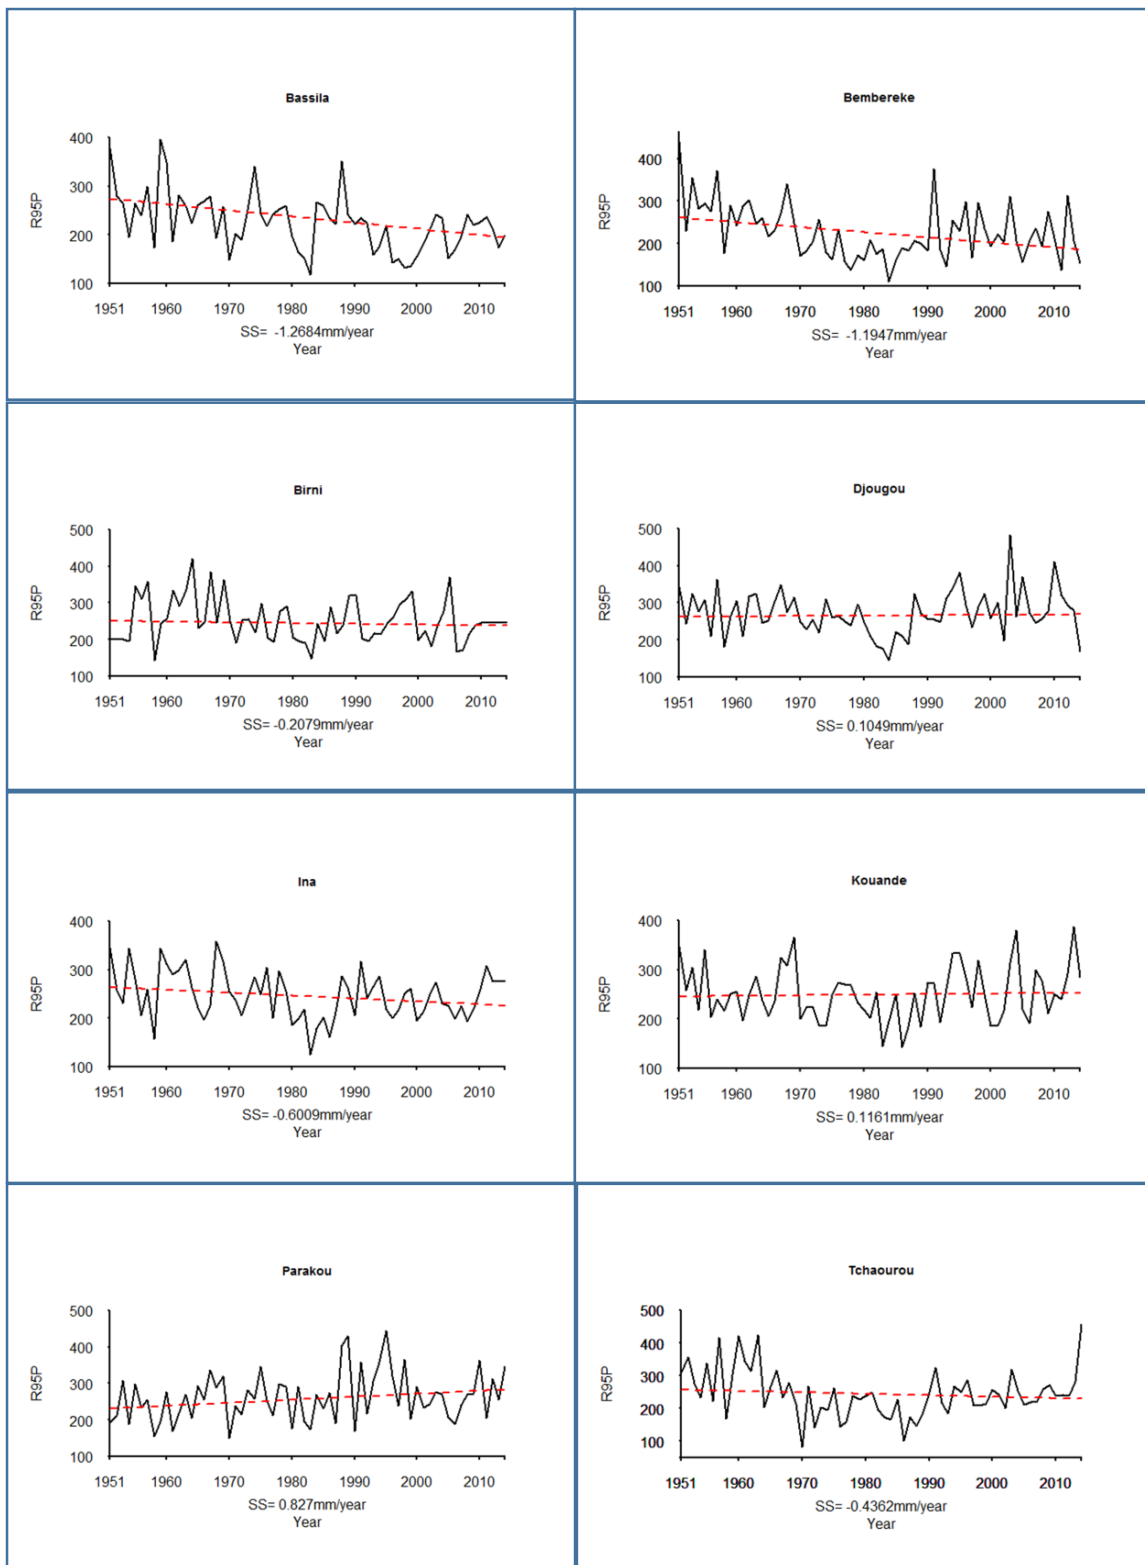 Bassila
R95P
400
300
200
100
1951 1960 1970 1980 1990 2000 2010
SS= -1.2684mm/year
Year
Bembereke
R95P
400
300
200
100
1951 1960 1970 1980 1990 2000 2010
SS= -1.1947mm/year
Year
Birni
R95P
500
400
300
200
100
1951 1960 1970 1980 1990 2000 2010
SS= -0.2079mm/year
Year
Djougou
R95P
500
400
300
200
100
1951 1960 1970 1980 1990 2000 2010
SS= 0.1049mm/year
Year
Ina
R95P
400
300
200
100
1951 1960 1970 1980 1990 2000 2010
SS= -0.6009mm/year
Year
Kouande
R95P
400
300
200
100
1951 1960 1970 1980 1990 2000 2010
SS= 0.1161mm/year
Year
Parakou
R95P
500
400
300
200
100
1951 1960 1970 1980 1990 2000 2010
SS= 0.827mm/year
Year
Tchaourou
R95P
500
400
300
200
100
1951 1960 1970 1980 1990 2000 2010
SS= -0.4362mm/year
Year